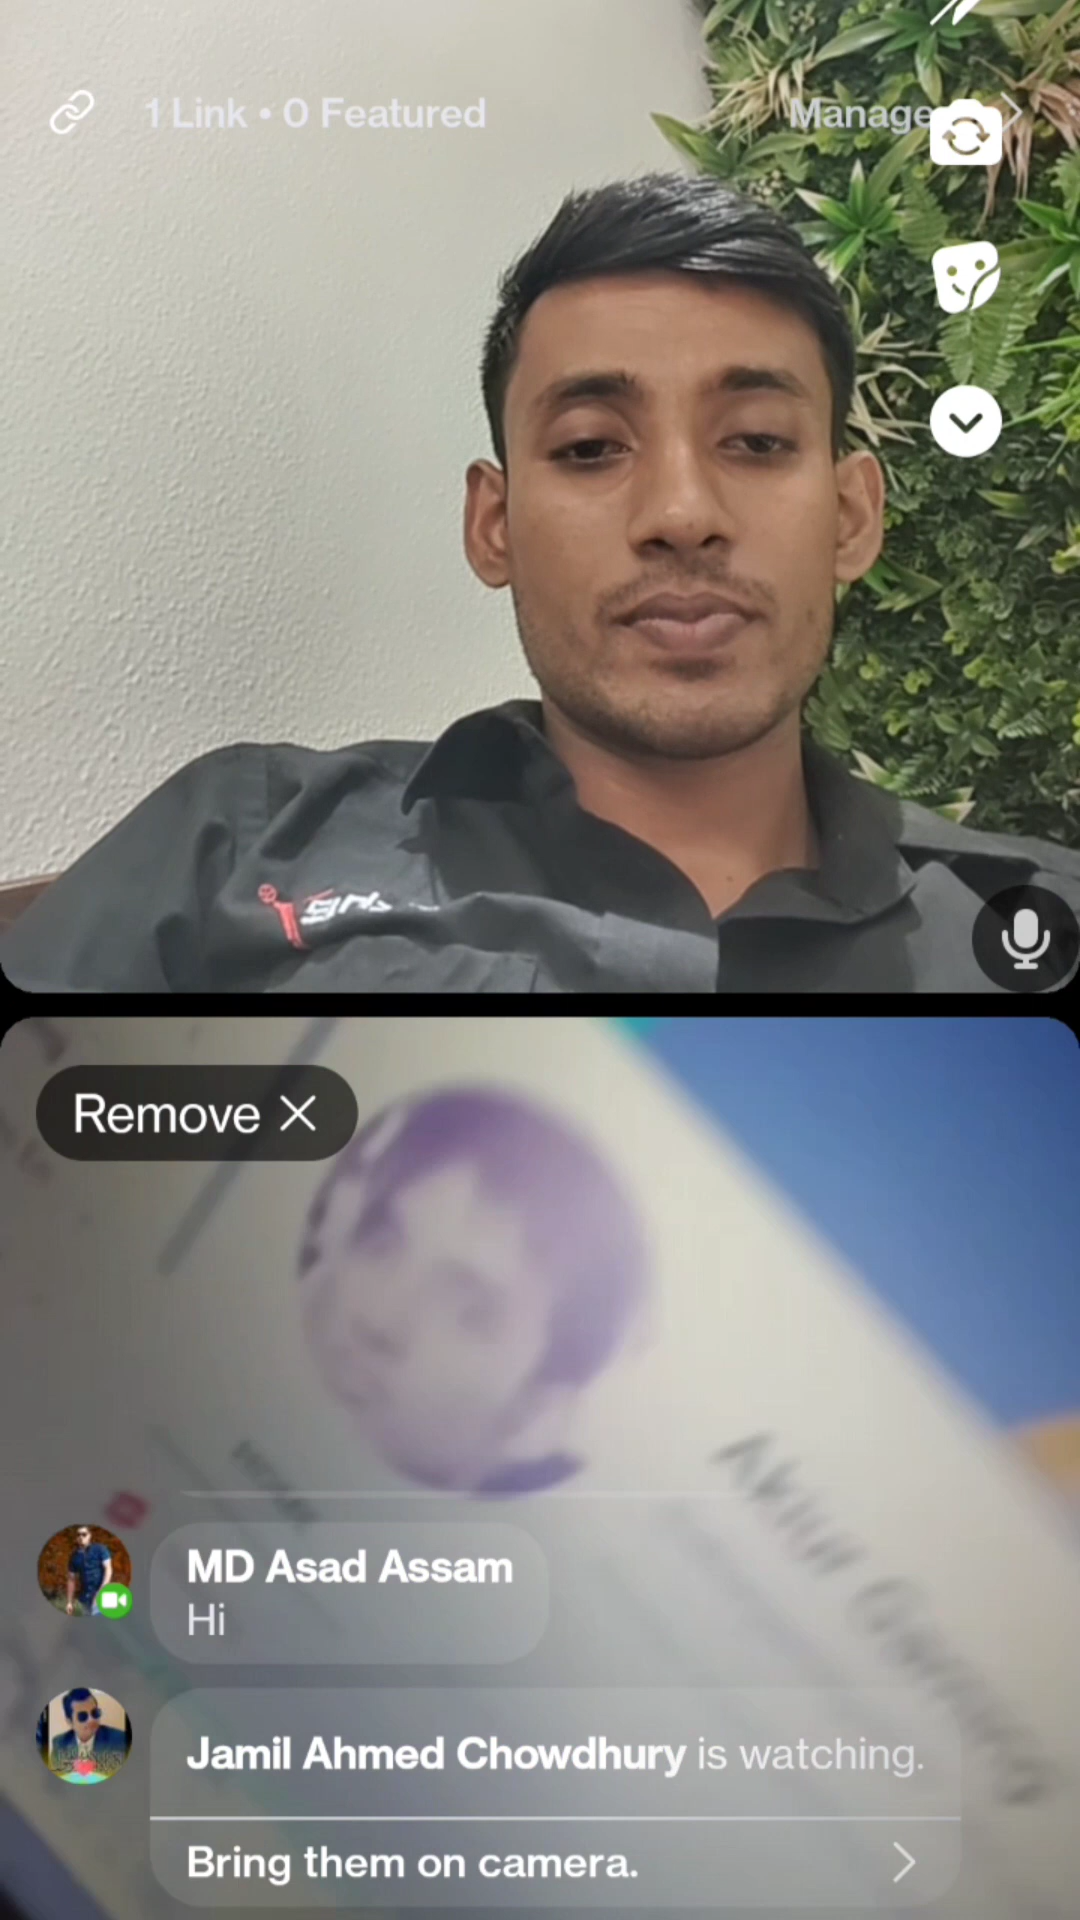 1 Link • 0 Featured
Manage
Remove
MD Asad Assam
Hi
Jamil Ahmed Chowdhury is watching.
Bring them on camera.